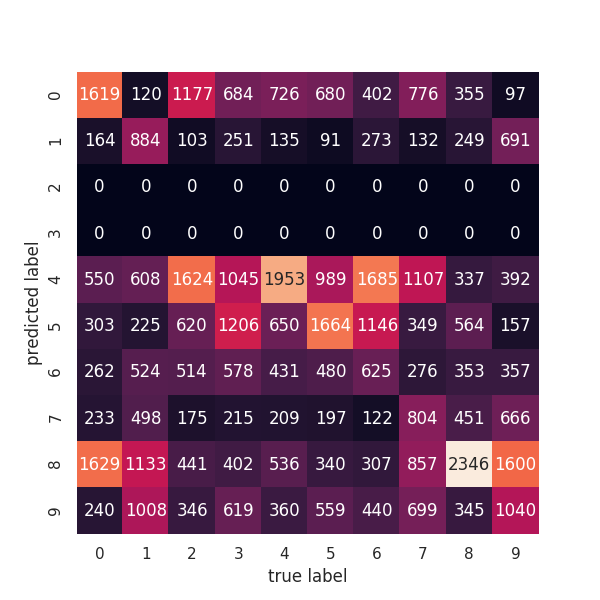 0 1619 120 1177 684 726 680 402 776 355 97
1 164 884 103 251 135 91 273 132 249 691
2 0 0 0 0 0 0 0 0 0 0
3 0 0 0 0 0 0 0 0 0 0
4 550 608 1624 1045 1953 989 1685 1107 337 392
5 303 225 620 1206 650 1664 1146 349 564 157
6 262 524 514 578 431 480 625 276 353 357
7 233 498 175 215 209 197 122 804 451 666
8 1629 1133 441 402 536 340 307 857 2346 1600
9 240 1008 346 619 360 559 440 699 345 1040
0 1 2 3 4 5 6 7 8 9
true label
predicted label